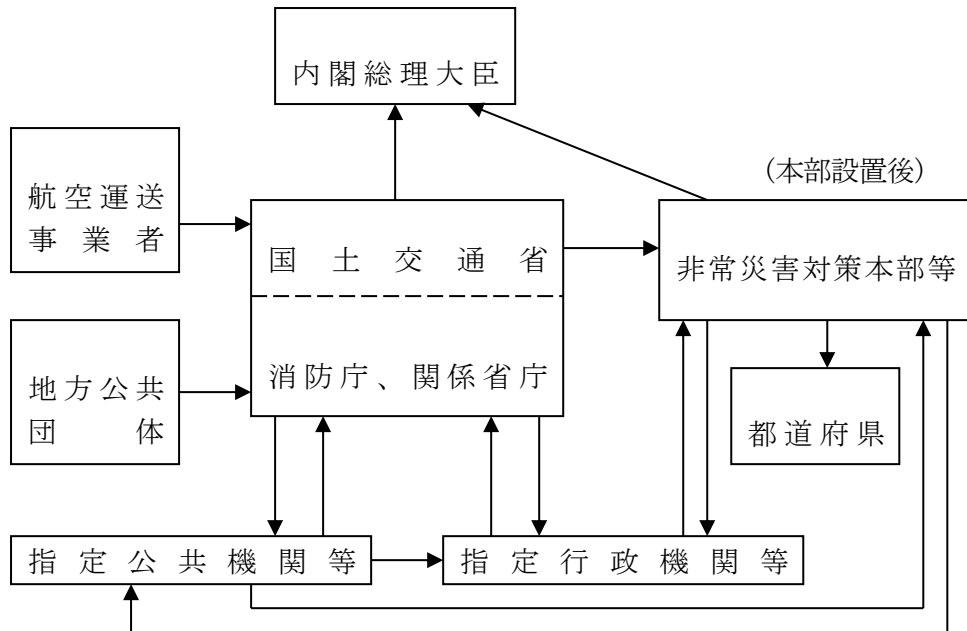 内閣総理大臣
(本部設置後)
航空運送
事業者
国土交通省
非常災害対策本部等
消防庁、関係省庁
地方公共
団体
都道府県
指定公共機関等
指定行政機関等